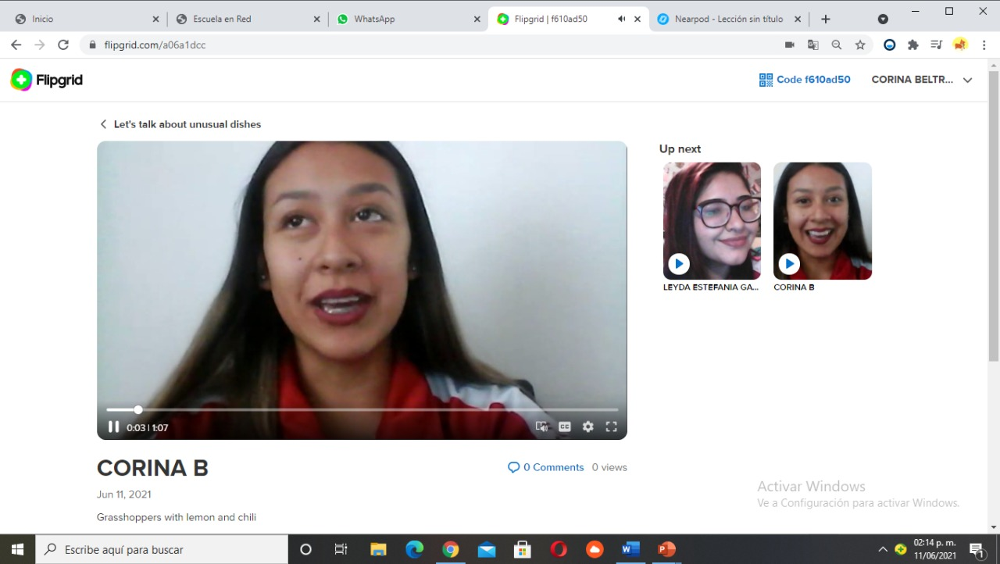 Inicio
Escuela en Red
WhatsApp
Flipgrid | f610ad50
Nearpod - Lección sin título
flipgrid.com/a06a1dcc
Flipgrid
Code f610ad50
CORINA BELTR...
Let's talk about unusual dishes
Up next
LEYDA ESTEFANIA GA...
CORINA B
0:03 | 1:07
CC
CORINA B
0 Comments
0 views
Jun 11, 2021
Grasshoppers with lemon and chili
Activar Windows
Ve a Configuración para activar Windows.
Escribe aquí para buscar
02:14 p. m.
11/06/2021
1